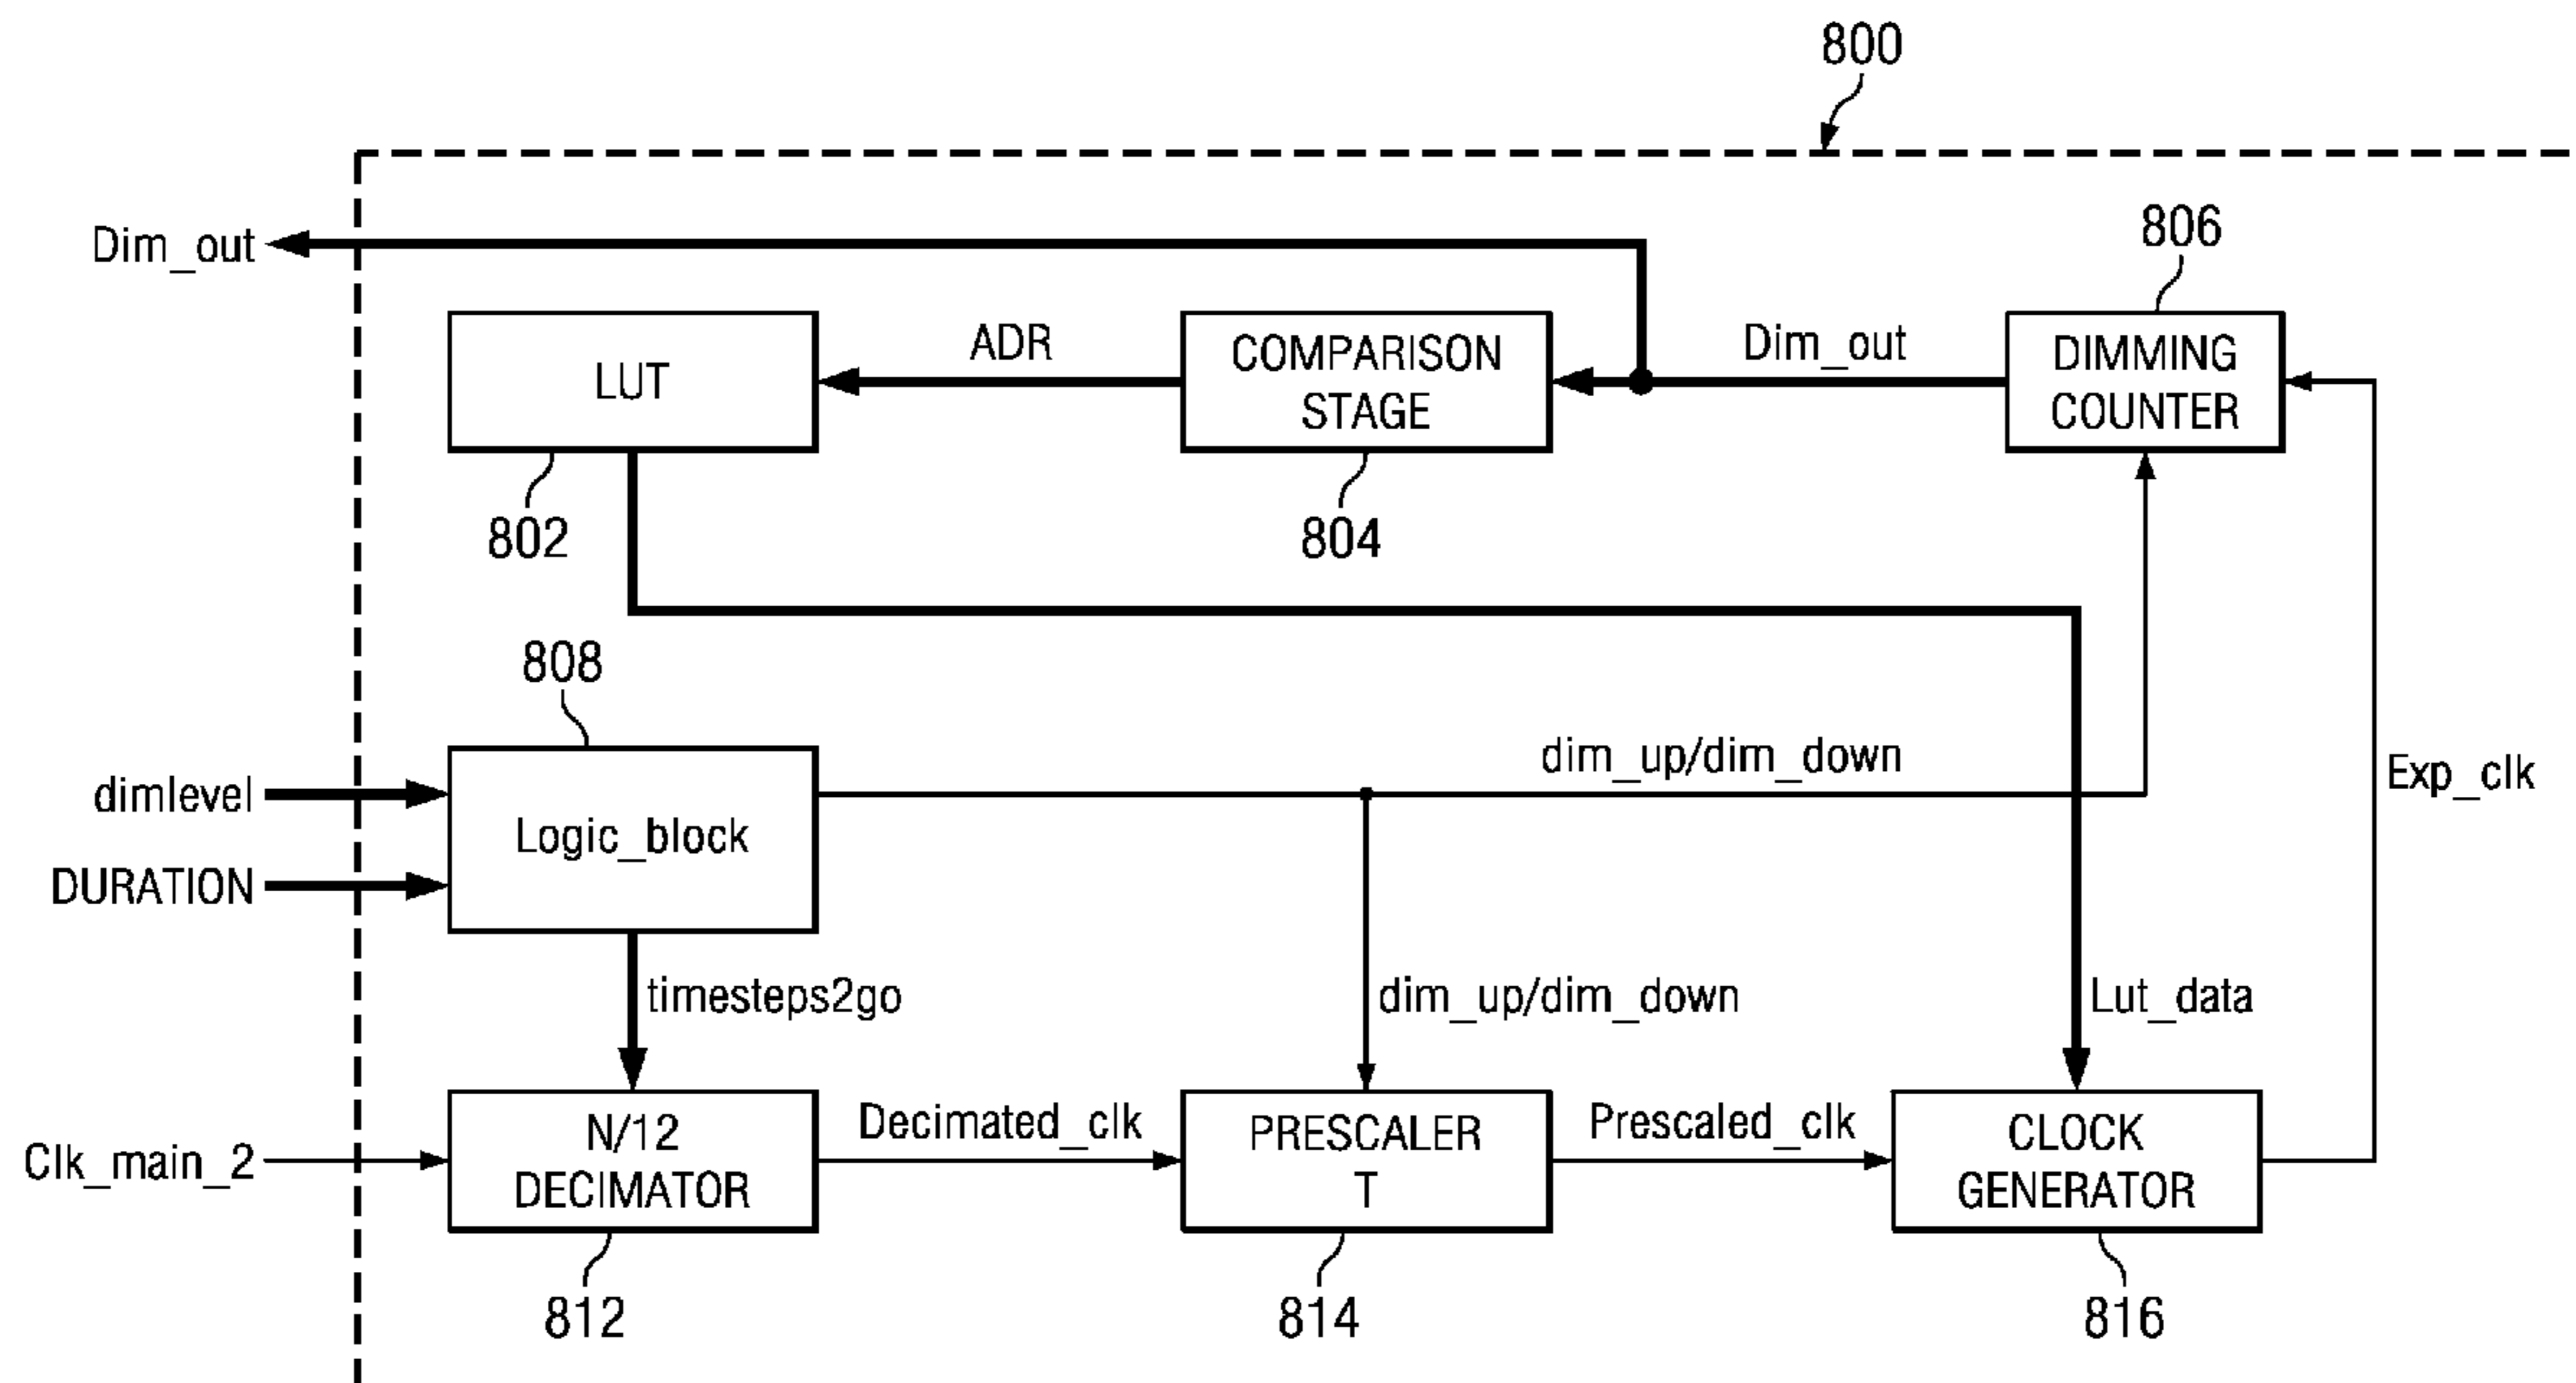 800
Dim_out
806
LUT
ADR
COMPARISON
STAGE
Dim_out
DIMMING
COUNTER
802
804
808
dimlevel
DURATION
Logic_block
dim_up/dim_down
Exp_clk
timesteps2go
dim_up/dim_down
Lut_data
Clk_main_2
N/12
DECIMATOR
Decimated_clk
PRESCALER
T
Prescaled_clk
CLOCK
GENERATOR
812
814
816